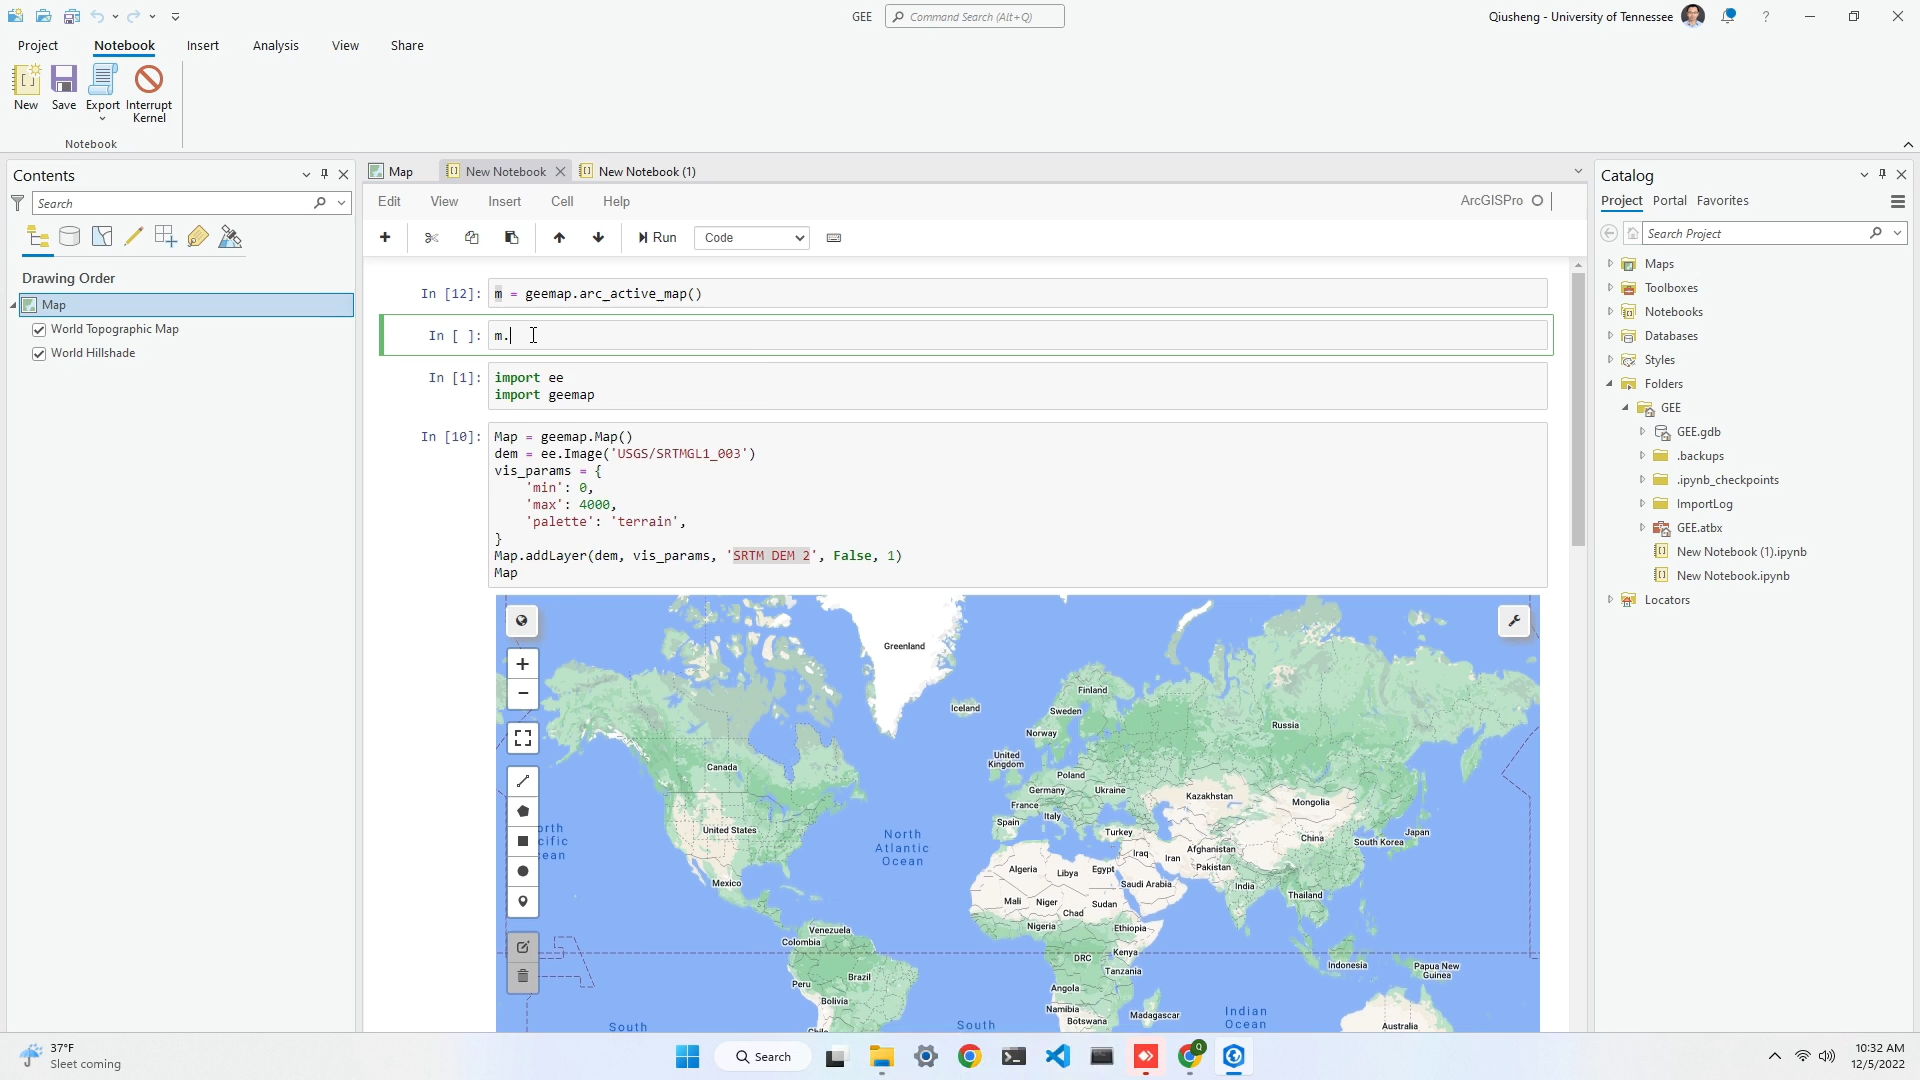 GEE
Command Search (Alt+Q)
Qiusheng - University of Tennessee
Project
Notebook
Insert
Analysis
View
Share
New
Save
Export
Interrupt
Kernel
Notebook
Contents
Search
Drawing Order
Map
World Topographic Map
World Hillshade
Map
New Notebook
New Notebook (1)
Edit
View
Insert
Cell
Help
ArcGISPro
Run
Code
In [12]:
m = geemap.arc_active_map()
In [ ]:
m.
In [1]:
import ee
import geemap
In [10]:
Map = geemap.Map()
dem = ee.Image('USGS/SRTMGL1_003')
vis_params = {
'min': 0,
'max': 4000,
'palette': 'terrain',
}
Map.addLayer(dem, vis_params, 'SRTM DEM 2', False, 1)
Map
Greenland
Iceland
Finland
Sweden
Norway
Russia
United
Kingdom
Canada
Poland
Germany
Ukraine
France
Kazakhstan
Mongolia
Spain
Italy
United States
Turkey
China
Japan
South Korea
North
Atlantic
Ocean
Iraq
Iran
Afghanistan
Pakistan
Algeria
Libya
Egypt
Mexico
Saudi Arabia
India
Thailand
Mali
Niger
Sudan
Chad
Nigeria
Ethiopia
Venezuela
Colombia
Kenya
DRC
Tanzania
Indonesia
Papua New
Guinea
Brazil
Peru
Angola
Bolivia
Namibia
Botswana
Madagascar
Indian
Ocean
Australia
South
South
Catalog
Project
Portal
Favorites
Search Project
Maps
Toolboxes
Notebooks
Databases
Styles
Folders
GEE
GEE.gdb
.backups
.ipynb_checkpoints
ImportLog
GEE.atbx
New Notebook (1).ipynb
New Notebook.ipynb
Locators
37°F
Sleet coming
Search
10:32 AM
12/5/2022